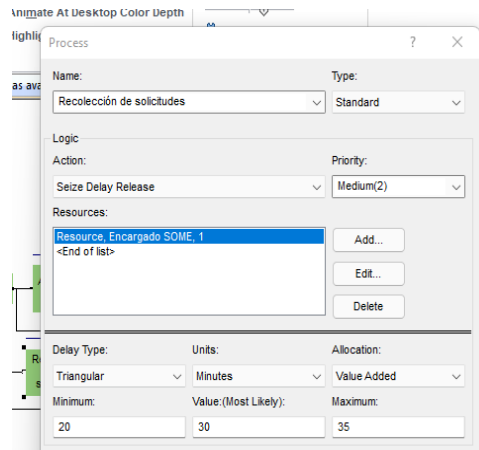 Animate At Desktop Color Depth
Process ?
Name: Type:
as ava
Recolección de solicitudes Standard
Logic
Action: Priority:
Seize Delay Release Medium(2)
Resources:
Resource, Encargado SOME, 1
<End of list>
Add...
Edit...
Delete
Delay Type: Units: Allocation:
Triangular Minutes Value Added
Minimum: Value:(Most Likely): Maximum:
20 30 35